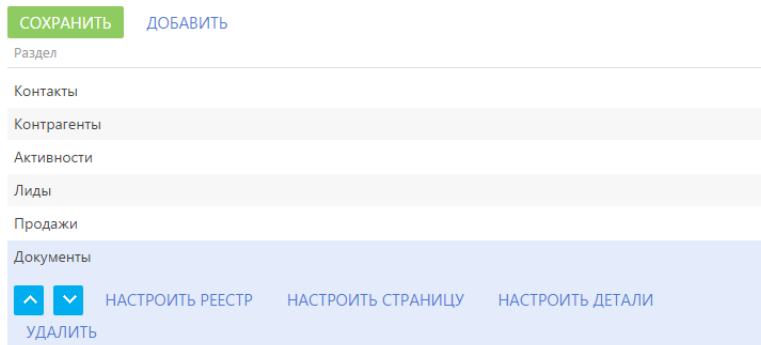 СОХРАНИТЬ ДОБАВИТЬ
Раздел
Контакты
Контрагенты
Активности
Лиды
Продажи
Документы
НАСТРОИТЬ РЕЕСТР НАСТРОИТЬ СТРАНИЦУ НАСТРОИТЬ ДЕТАЛИ
УДАЛИТЬ